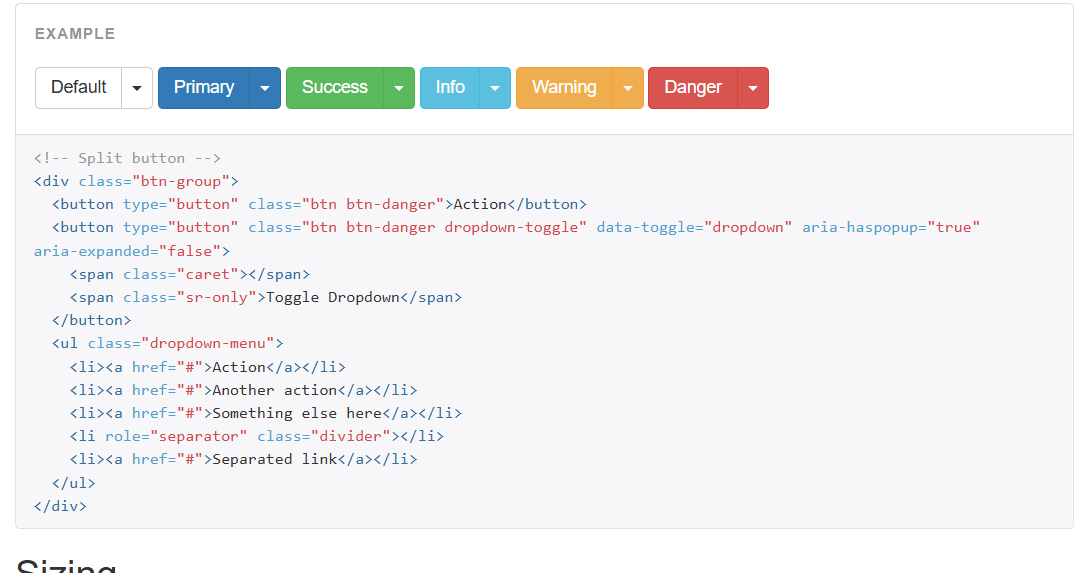 EXAMPLE
Default Primary Success Info Warning Danger
<!-- Split button -->
<div class="btn-group">
  <button type="button" class="btn btn-danger">Action</button>
  <button type="button" class="btn btn-danger dropdown-toggle" data-toggle="dropdown" aria-haspopup="true"
aria-expanded="false">
    <span class="caret"></span>
    <span class="sr-only">Toggle Dropdown</span>
  </button>
  <ul class="dropdown-menu">
    <li><a href="#">Action</a></li>
    <li><a href="#">Another action</a></li>
    <li><a href="#">Something else here</a></li>
    <li role="separator" class="divider"></li>
    <li><a href="#">Separated link</a></li>
  </ul>
</div>
Sizing